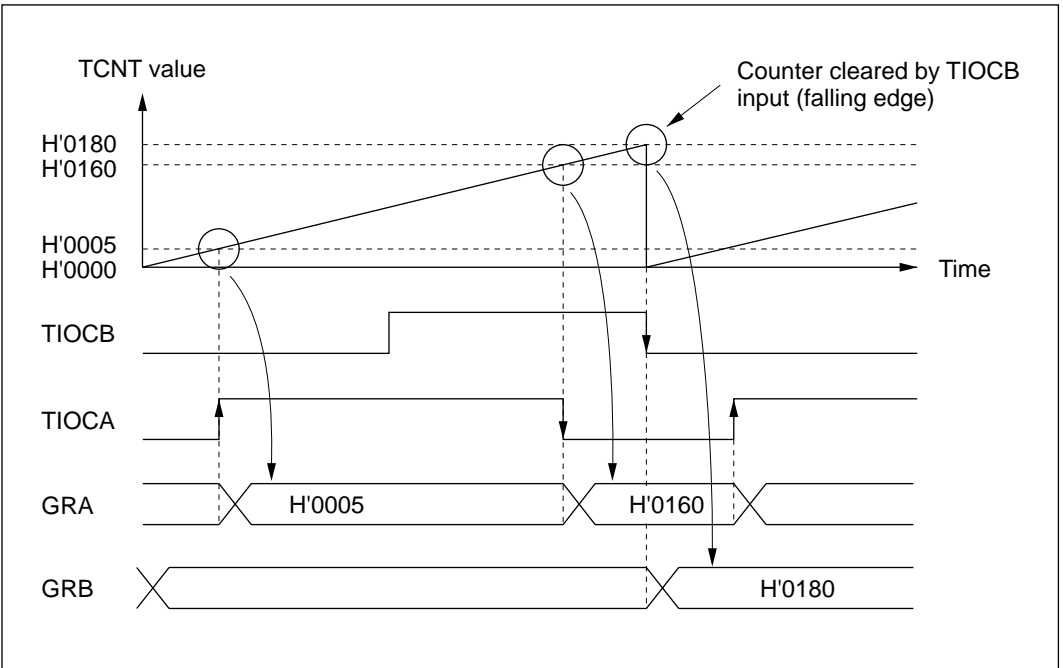 TCNT value
Counter cleared by TIOCB
input (falling edge)
H'0180
H'0160
H'0005
H'0000
Time
TIOCB
TIOCA
GRA
H'0005
H'0160
GRB
H'0180